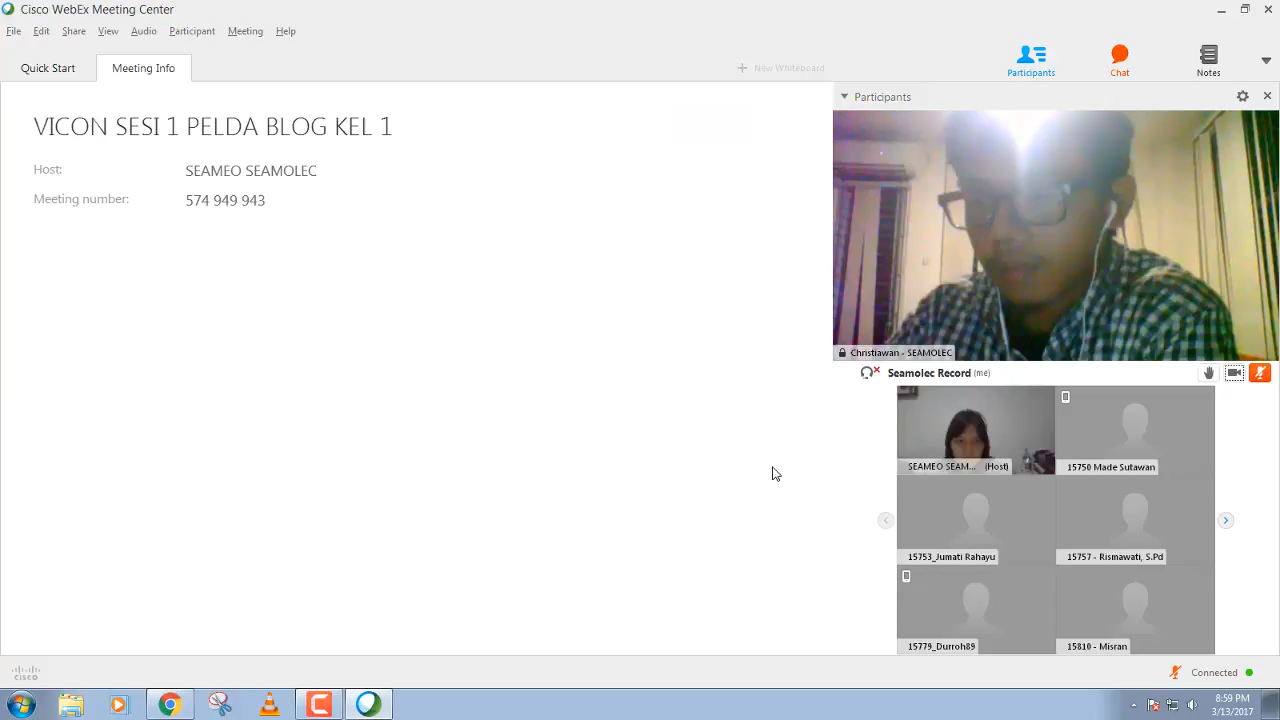 Cisco WebEx Meeting Center
File Edit Share View Audio Participant Meeting Help
Quick Start
Meeting Info
New Whiteboard
Participants
Chat
Notes
Participants
VICON SESI 1 PELDA BLOG KEL 1
Host: SEAMEO SEAMOLEC
Meeting number: 574 949 943
Christiawan - SEAMOLEC
Seamolec Record (me)
SEAMEO SEAM... (Host)
15750 Made Sutawan
15753_Jumati Rahayu
15757 - Rismawati, S.Pd
15779_Durroh89
15810 - Misran
cisco
Connected
8:59 PM
3/13/2017